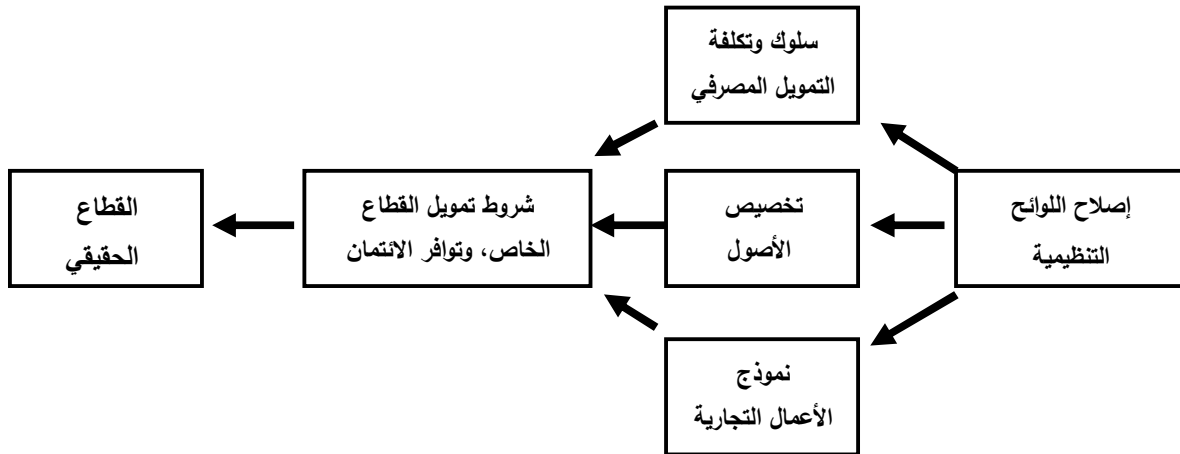 سلوك وتكلفة
التمويل المصرفي
إصلاح اللوائح
التنظيمية
تخصيص
الأصول
شروط تمويل القطاع
الخاص، وتوافر الائتمان
القطاع
الحقيقي
نموذج
الأعمال التجارية